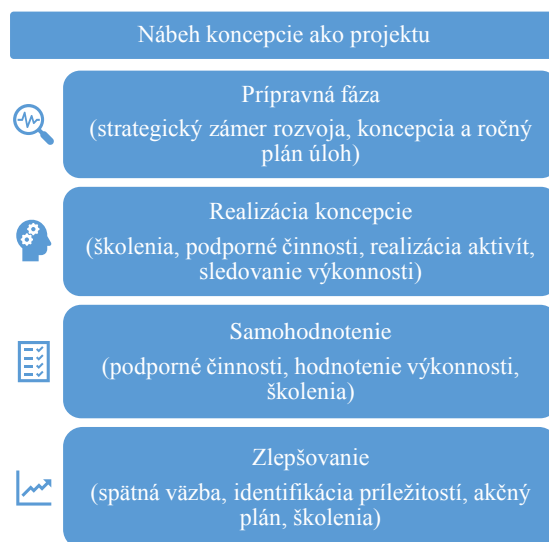 Nábeh koncepcie ako projektu
Prípravná fáza
(strategický zámer rozvoja, koncepcia a ročný
plán úloh)
Realizácia koncepcie
(školenia, podporné činnosti, realizácia aktivít,
sledovanie výkonnosti)
Samohodnotenie
(podporné činnosti, hodnotenie výkonnosti,
školenia)
Zlepšovanie
(spätná väzba, identifikácia príležitostí, akčný
plán, školenia)